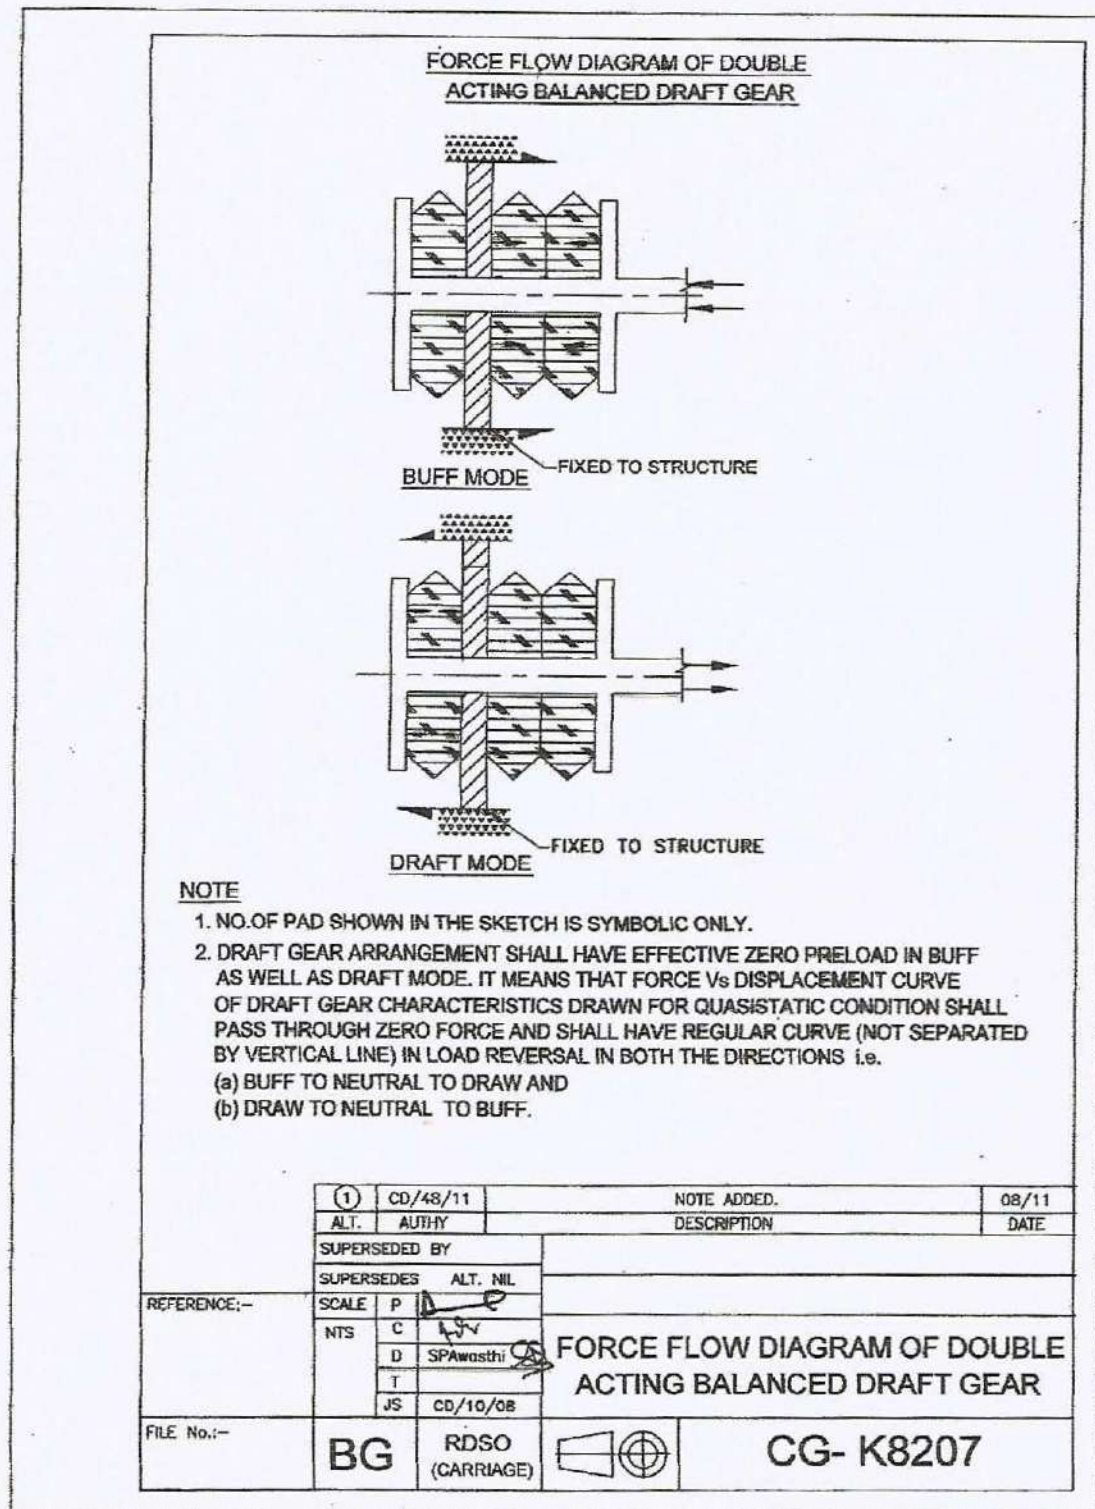 FORCE FLOW DIAGRAM OF DOUBLE
ACTING BALANCED DRAFT GEAR
FIXED TO STRUCTURE
BUFF MODE
FIXED TO STRUCTURE
DRAFT MODE
NOTE
1. NO.OF PAD SHOWN IN THE SKETCH IS SYMBOLIC ONLY.
2. DRAFT GEAR ARRANGEMENT SHALL HAVE EFFECTIVE ZERO PRELOAD IN BUFF
AS WELL AS DRAFT MODE. IT MEANS THAT FORCE Vs DISPLACEMENT CURVE
OF DRAFT GEAR CHARACTERISTICS DRAWN FOR QUASISTATIC CONDITION SHALL
PASS THROUGH ZERO FORCE AND SHALL HAVE REGULAR CURVE (NOT SEPARATED
BY VERTICAL LINE) IN LOAD REVERSAL IN BOTH THE DIRECTIONS i.e.
(a) BUFF TO NEUTRAL TO DRAW AND
(b) DRAW TO NEUTRAL TO BUFF.
1 CD/48/11 NOTE ADDED. 08/11
ALT. AUTHY DESCRIPTION DATE
SUPERSEDED BY
SUPERSEDES ALT. NIL
REFERENCE:-
SCALE P
NTS C
D SPAwasthi
T
JS CD/10/08
FORCE FLOW DIAGRAM OF DOUBLE
ACTING BALANCED DRAFT GEAR
FILE No.:-
BG
RDSO
(CARRIAGE)
CG- K8207